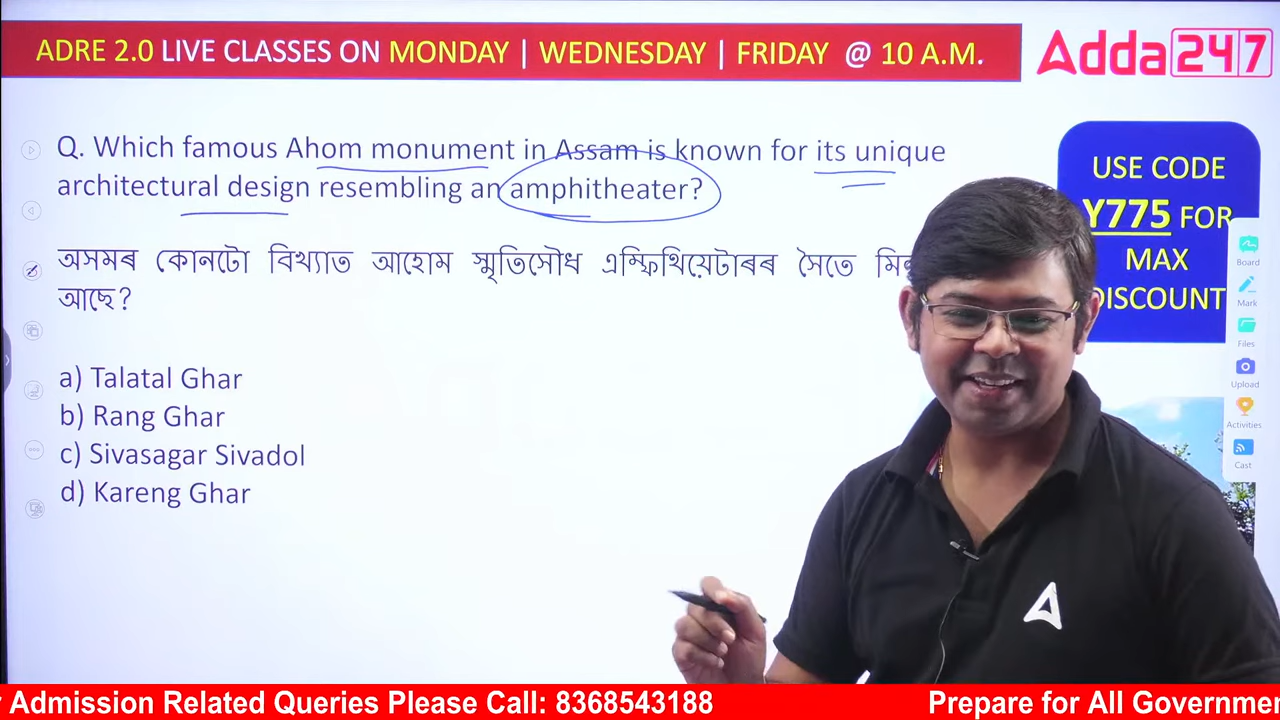 ADRE 2.0 LIVE CLASSES ON MONDAY | WEDNESDAY | FRIDAY @ 10 A.M.
Adda247
Q. Which famous Ahom monument in Assam is known for its unique
architectural design resembling an amphitheater?
অসমৰ কোনটো বিখ্যাত আহোম স্মৃতিসৌধ এম্ফিথিয়েটাৰৰ সৈতে
আছে?
a) Talatal Ghar
b) Rang Ghar
c) Sivasagar Sivadol
d) Kareng Ghar
USE CODE
Y775 FOR
MAX
DISCOUNT
Board
Mark
Files
Upload
Activities
Cast
Admission Related Queries Please Call: 8368543188
Prepare for All